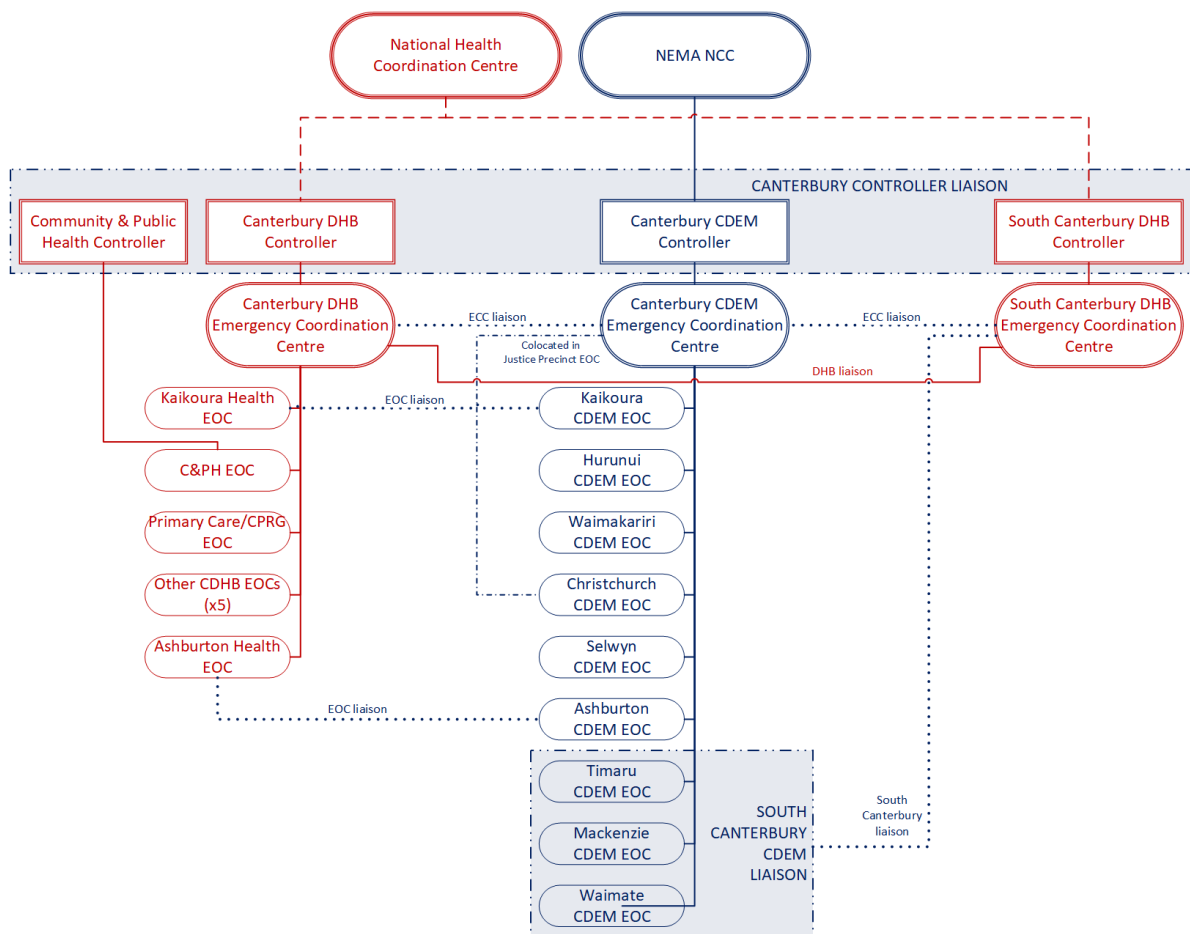 National Health
Coordination Centre
NEMA NCC
CANTERBURY CONTROLLER LIAISON
Community & Public
Health Controller
Canterbury DHB
Controller
Canterbury CDEM
Controller
South Canterbury DHB
Controller
Canterbury DHB
Emergency Coordination
Centre
ECC liaison
Canterbury CDEM
Emergency Coordination
Centre
ECC liaison
South Canterbury DHB
Emergency Coordination
Centre
Colocated in
Justice Precinct EOC
DHB liaison
Kaikoura Health
EOC
EOC liaison
Kaikoura
CDEM EOC
C&PH EOC
Hurunui
CDEM EOC
Primary Care/CPRG
EOC
Waimakariri
CDEM EOC
Other CDHB EOCs
(x5)
Christchurch
CDEM EOC
Ashburton Health
EOC
Selwyn
CDEM EOC
EOC liaison
Ashburton
CDEM EOC
Timaru
CDEM EOC
Mackenzie
CDEM EOC
Waimate
CDEM EOC
SOUTH
CANTERBURY
CDEM
LIAISON
South
Canterbury
liaison